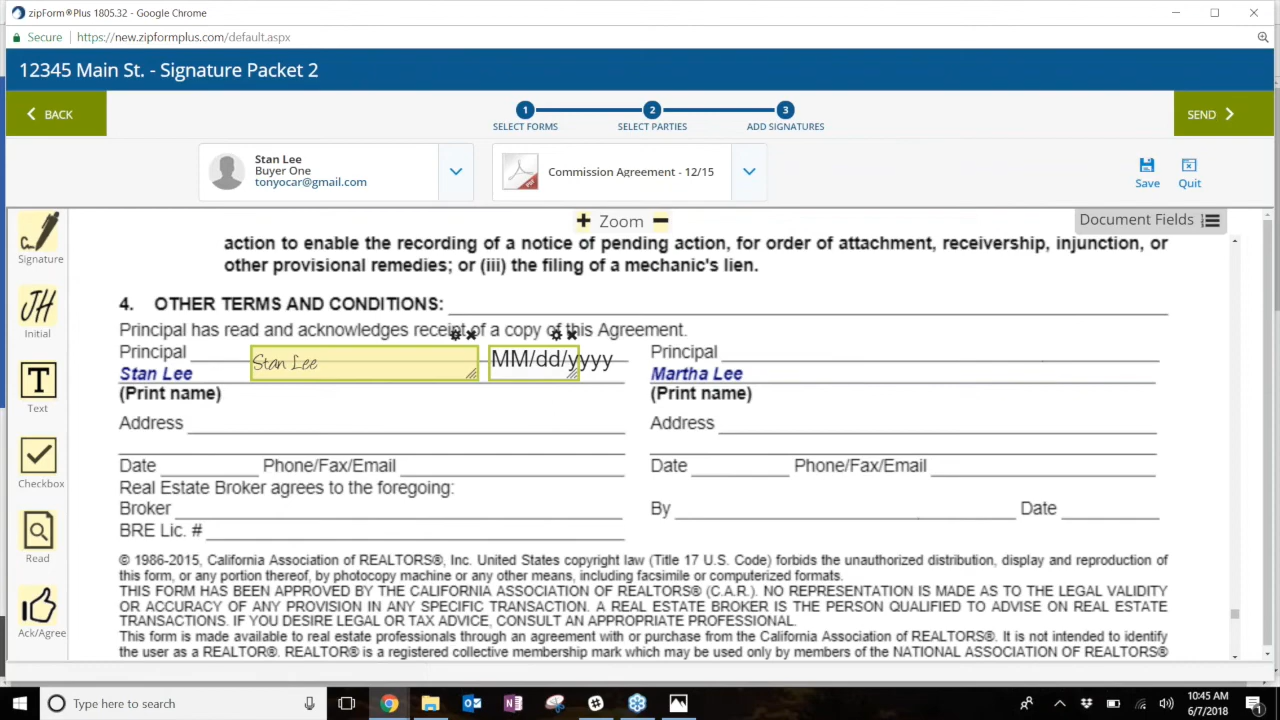 zipForm®Plus 1805.32 - Google Chrome
Secure https://new.zipformplus.com/default.aspx
12345 Main St. - Signature Packet 2
BACK
1 2 3
SELECT FORMS SELECT PARTIES ADD SIGNATURES
SEND
Stan Lee
Buyer One
tonyocar@gmail.com
Commission Agreement - 12/15
Save Quit
Signature
JH
Initial
T
Text
Checkbox
Read
Ack/Agree
Zoom
Document Fields
action to enable the recording of a notice of pending action, for order of attachment, receivership, injunction, or
other provisional remedies; or (iii) the filing of a mechanic's lien.
4. OTHER TERMS AND CONDITIONS:
Principal has read and acknowledges receipt of a copy of this Agreement.
Principal Stan Lee MM/dd/yyyy Principal
Stan Lee Martha Lee
(Print name) (Print name)
Address Address
Date Phone/Fax/Email Date Phone/Fax/Email
Real Estate Broker agrees to the foregoing:
Broker By Date
BRE Lic. #
© 1986-2015, California Association of REALTORS®, Inc. United States copyright law (Title 17 U.S. Code) forbids the unauthorized distribution, display and reproduction of
this form, or any portion thereof, by photocopy machine or any other means, including facsimile or computerized formats.
THIS FORM HAS BEEN APPROVED BY THE CALIFORNIA ASSOCIATION OF REALTORS® (C.A.R.). NO REPRESENTATION IS MADE AS TO THE LEGAL VALIDITY
OR ACCURACY OF ANY PROVISION IN ANY SPECIFIC TRANSACTION. A REAL ESTATE BROKER IS THE PERSON QUALIFIED TO ADVISE ON REAL ESTATE
TRANSACTIONS. IF YOU DESIRE LEGAL OR TAX ADVICE, CONSULT AN APPROPRIATE PROFESSIONAL.
This form is made available to real estate professionals through an agreement with or purchase from the California Association of REALTORS®. It is not intended to identify
the user as a REALTOR®. REALTOR® is a registered collective membership mark which may be used only by members of the NATIONAL ASSOCIATION OF REALTORS®
Type here to search
10:45 AM
6/7/2018
1